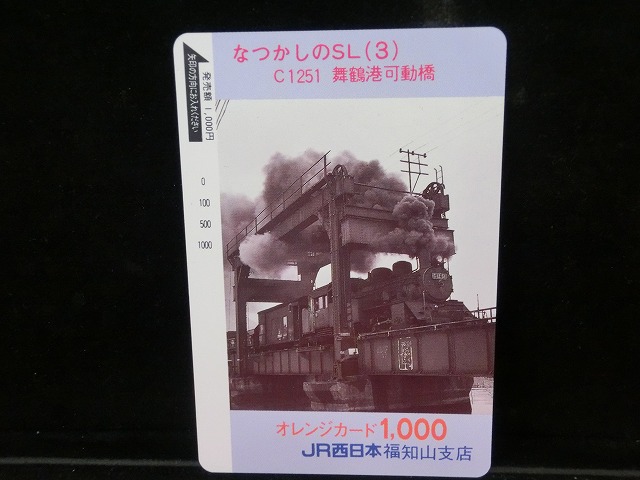 なつかしのSL(3)
C1251 舞鶴港可動橋
矢印の方向にお入れください
発売額 1,000円
0
100
500
1000
オレンジカード1,000
JR西日本福知山支店